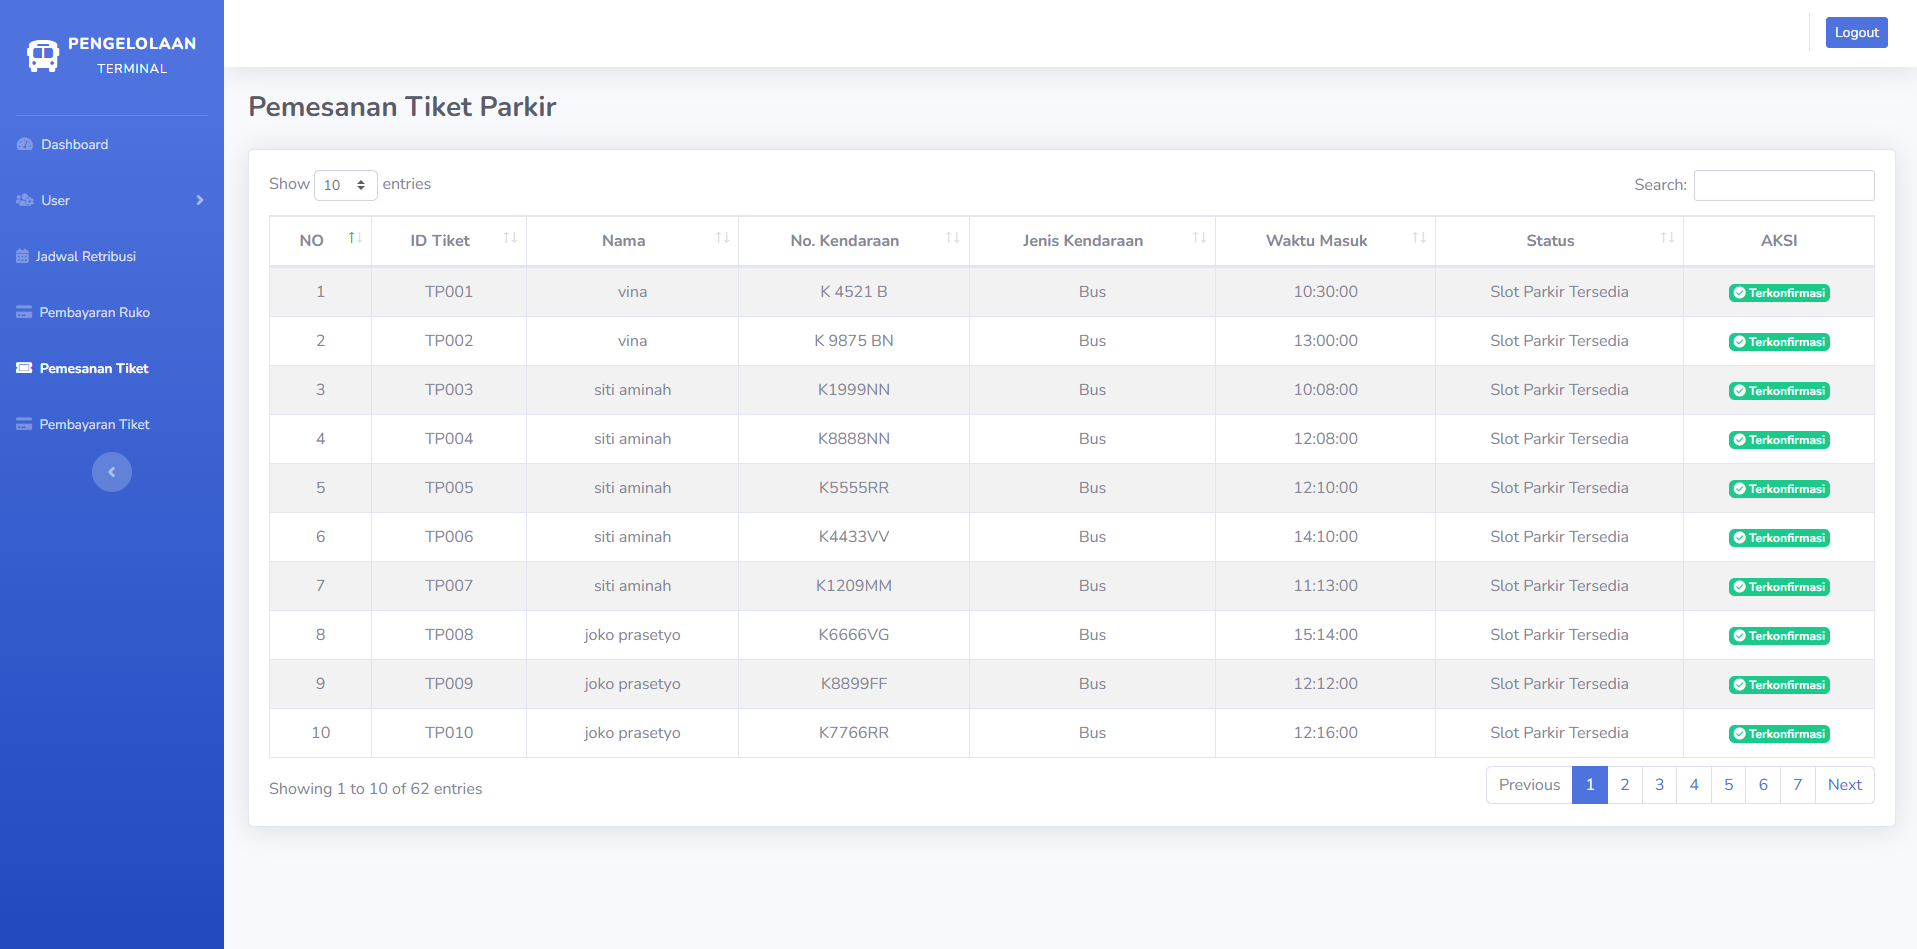 PENGELOLAAN
TERMINAL
Dashboard
User
Jadwal Retribusi
Pembayaran Ruko
Pemesanan Tiket
Pembayaran Tiket
Logout
Pemesanan Tiket Parkir
Show 10 entries
Search:
NO ID Tiket Nama No. Kendaraan Jenis Kendaraan Waktu Masuk Status AKSI
1 TP001 vina K 4521 B Bus 10:30:00 Slot Parkir Tersedia Terkonfirmasi
2 TP002 vina K 9875 BN Bus 13:00:00 Slot Parkir Tersedia Terkonfirmasi
3 TP003 siti aminah K1999NN Bus 10:08:00 Slot Parkir Tersedia Terkonfirmasi
4 TP004 siti aminah K8888NN Bus 12:08:00 Slot Parkir Tersedia Terkonfirmasi
5 TP005 siti aminah K5555RR Bus 12:10:00 Slot Parkir Tersedia Terkonfirmasi
6 TP006 siti aminah K4433VV Bus 14:10:00 Slot Parkir Tersedia Terkonfirmasi
7 TP007 siti aminah K1209MM Bus 11:13:00 Slot Parkir Tersedia Terkonfirmasi
8 TP008 joko prasetyo K6666VG Bus 15:14:00 Slot Parkir Tersedia Terkonfirmasi
9 TP009 joko prasetyo K8899FF Bus 12:12:00 Slot Parkir Tersedia Terkonfirmasi
10 TP010 joko prasetyo K7766RR Bus 12:16:00 Slot Parkir Tersedia Terkonfirmasi
Showing 1 to 10 of 62 entries
Previous 1 2 3 4 5 6 7 Next